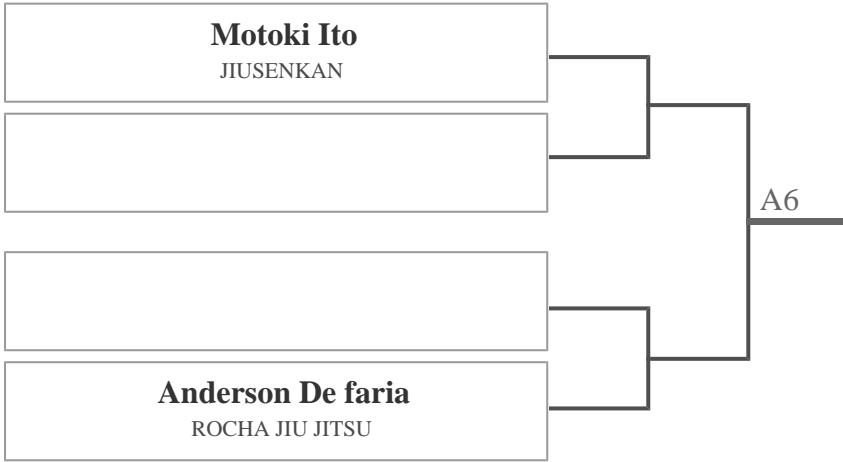 Motoki Ito
JIUSENKAN
A6
Anderson De faria
ROCHA JIU JITSU